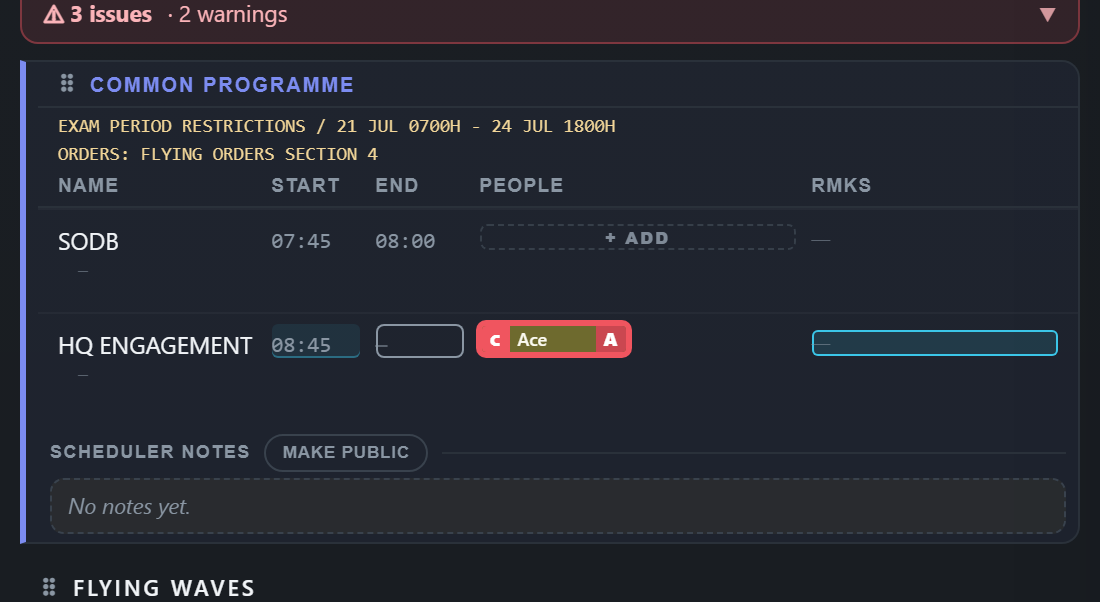 ⚠ 3 issues · 2 warnings ▼
COMMON PROGRAMME
EXAM PERIOD RESTRICTIONS / 21 JUL 0700H - 24 JUL 1800H
ORDERS: FLYING ORDERS SECTION 4
NAME START END PEOPLE RMKS
SODB 07:45 08:00 + ADD —
—
HQ ENGAGEMENT 08:45 — C Ace A —
—
SCHEDULER NOTES MAKE PUBLIC
No notes yet.
FLYING WAVES